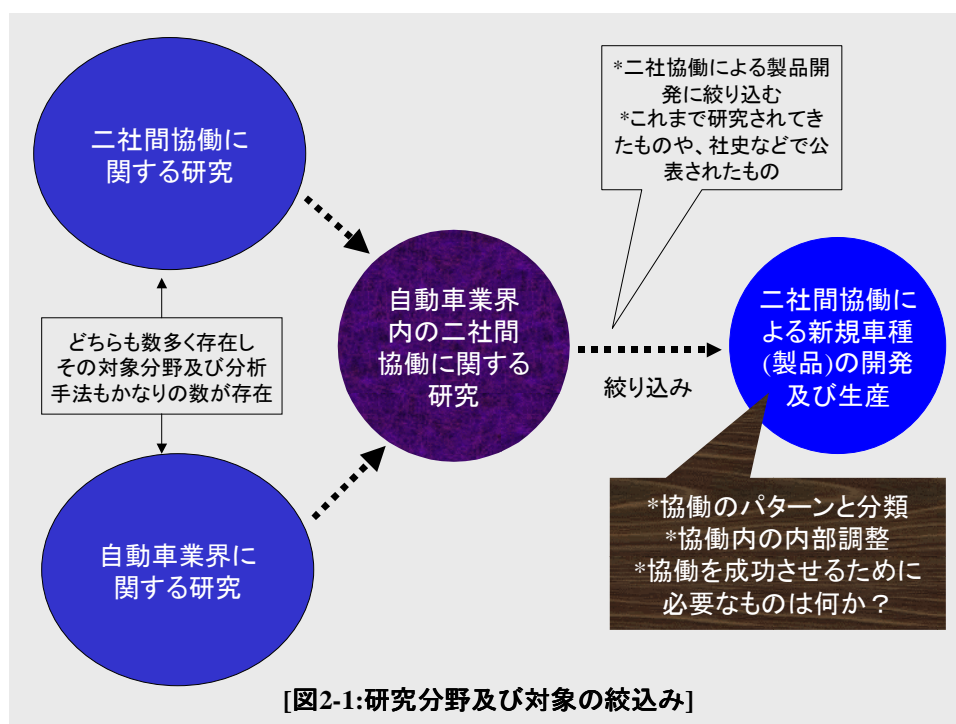 二社間協働に
関する研究
*二社協働による製品開
発に絞り込む
*これまで研究されてき
たものや、社史などで公
表されたもの
どちらも数多く存在し
その対象分野及び分析
手法もかなりの数が存在
自動車業界
内の二社間
協働に関する
研究
絞り込み
二社間協働に
よる新規車種
(製品)の開発
及び生産
自動車業界に
関する研究
*協働のパターンと分類
*協働内の内部調整
*協働を成功させるために
必要なものは何か？
[図2-1:研究分野及び対象の絞込み]